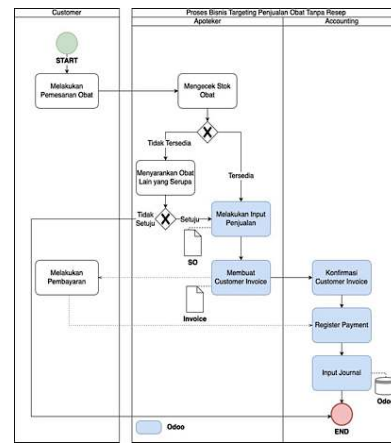 Customer
Proses Bisnis Targeting Penjualan Obat Tanpa Resep
Apoteker
Accounting
START
Melakukan
Pemesanan Obat
Mengecek Stok
Obat
X
Tidak Tersedia
Tersedia
Menyarankan Obat
Lain yang Serupa
Tidak
Setuju
X
Setuju
Melakukan Input
Penjualan
SO
Melakukan
Pembayaran
Membuat
Customer Invoice
Konfirmasi
Customer Invoice
Invoice
Register Payment
Input Journal
Odoo
END
Odoo